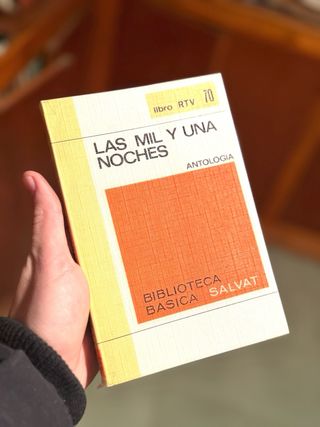 libro RTV 70
LAS MIL Y UNA
NOCHES
ANTOLOGIA
BIBLIOTECA
BASICA SALVAT